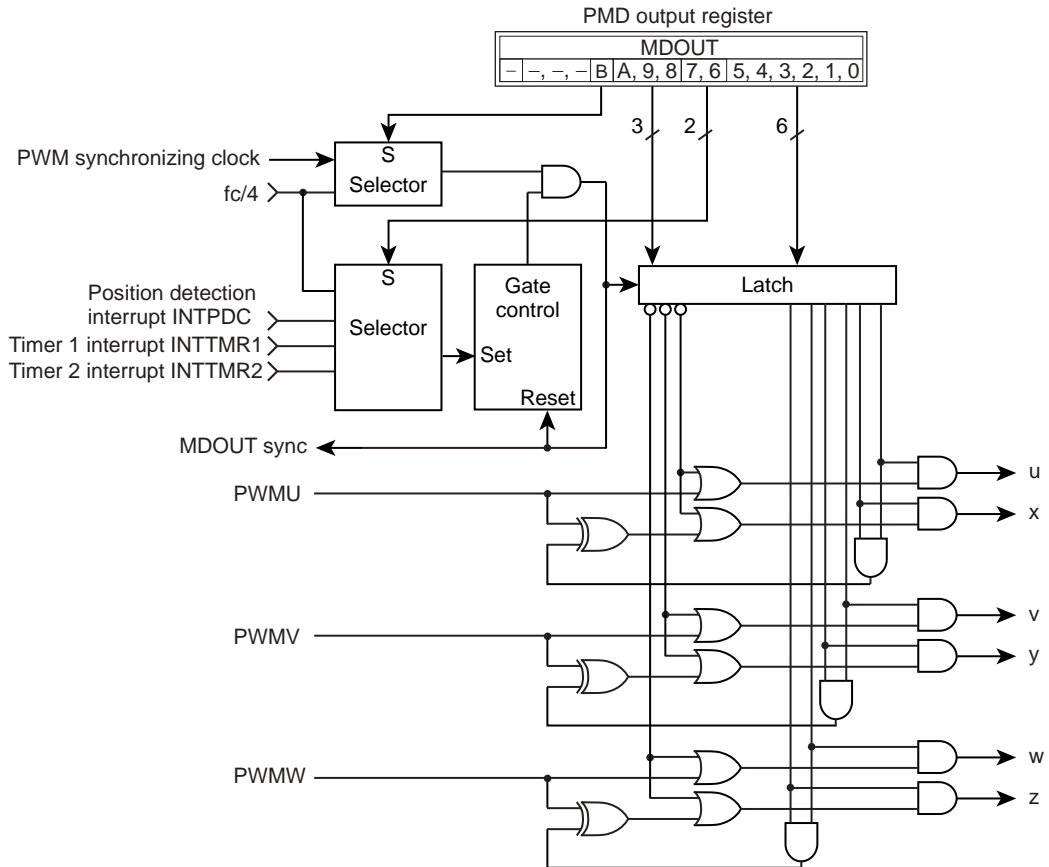 PMD output register
MDOUT
– –, –, – B A, 9, 8 7, 6 5, 4, 3, 2, 1, 0
3 2 6
PWM synchronizing clock
S
Selector
fc/4
S
Selector
Gate
control
Set
Reset
Latch
Position detection
interrupt INTPDC
Timer 1 interrupt INTTMR1
Timer 2 interrupt INTTMR2
MDOUT sync
PWMU
u
x
PWMV
v
y
PWMW
w
z